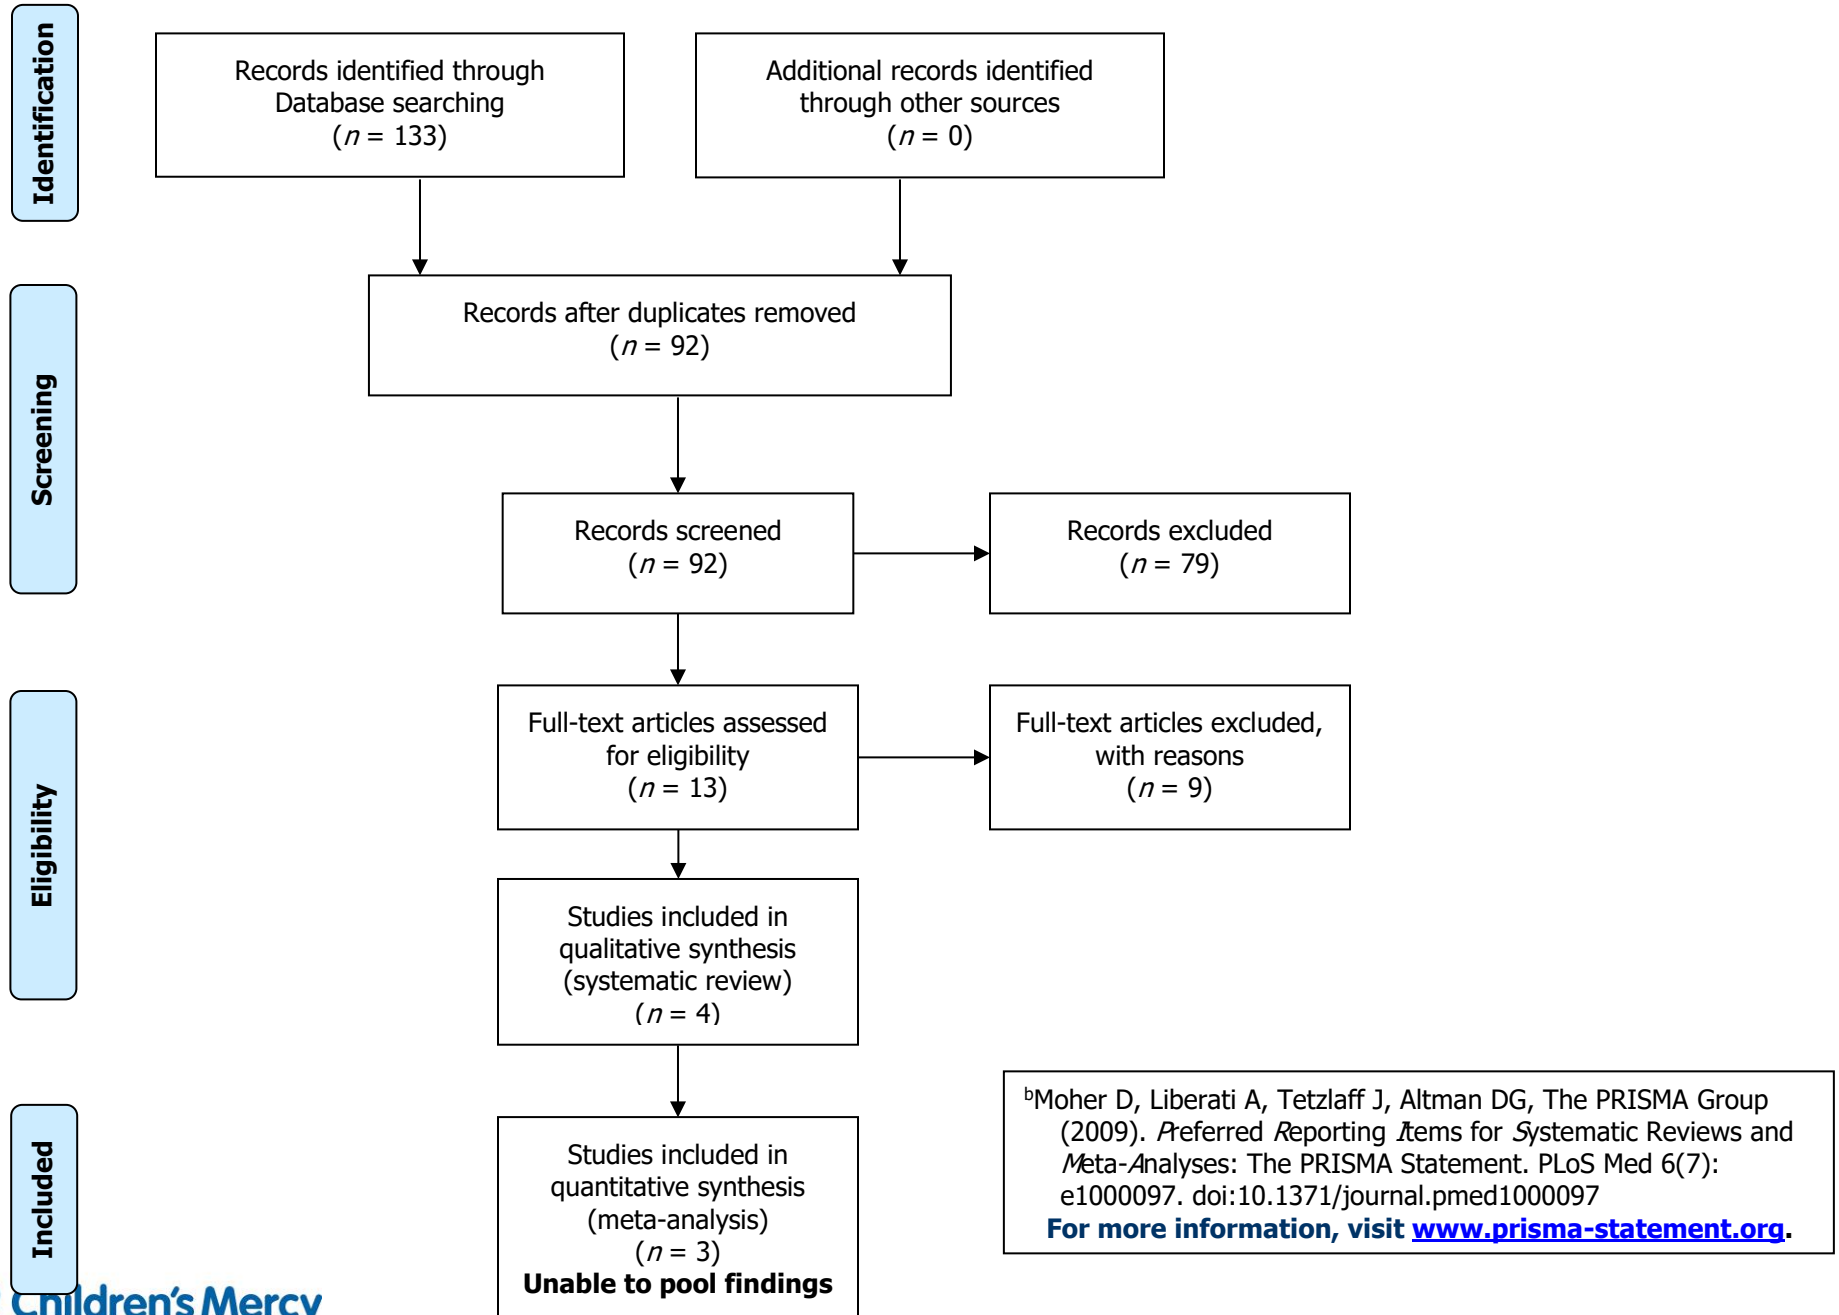 Identification
Records identified through
Database searching
(n = 133)
Additional records identified
through other sources
(n = 0)
Screening
Records after duplicates removed
(n = 92)
Records screened
(n = 92)
Records excluded
(n = 79)
Eligibility
Full-text articles assessed
for eligibility
(n = 13)
Full-text articles excluded,
with reasons
(n = 9)
Studies included in
qualitative synthesis
(systematic review)
(n = 4)
Included
Studies included in
quantitative synthesis
(meta-analysis)
(n = 3)
Unable to pool findings
ᵇMoher D, Liberati A, Tetzlaff J, Altman DG, The PRISMA Group
(2009). Preferred Reporting Items for Systematic Reviews and
Meta-Analyses: The PRISMA Statement. PLoS Med 6(7):
e1000097. doi:10.1371/journal.pmed1000097
For more information, visit www.prisma-statement.org.
Children's Mercy